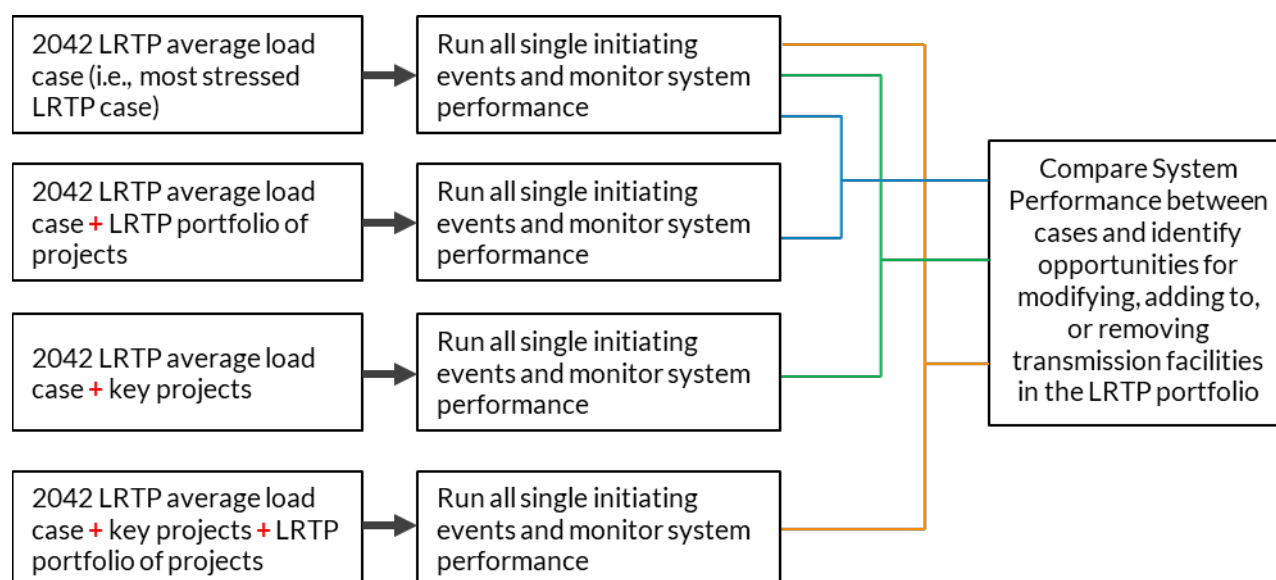 2042 LRTP average load
case (i.e., most stressed
LRTP case)
Run all single initiating
events and monitor system
performance
2042 LRTP average load
case + LRTP portfolio of
projects
Run all single initiating
events and monitor system
performance
2042 LRTP average load
case + key projects
Run all single initiating
events and monitor system
performance
2042 LRTP average load
case + key projects + LRTP
portfolio of projects
Run all single initiating
events and monitor system
performance
Compare System
Performance between
cases and identify
opportunities for
modifying, adding to,
or removing
transmission facilities
in the LRTP portfolio